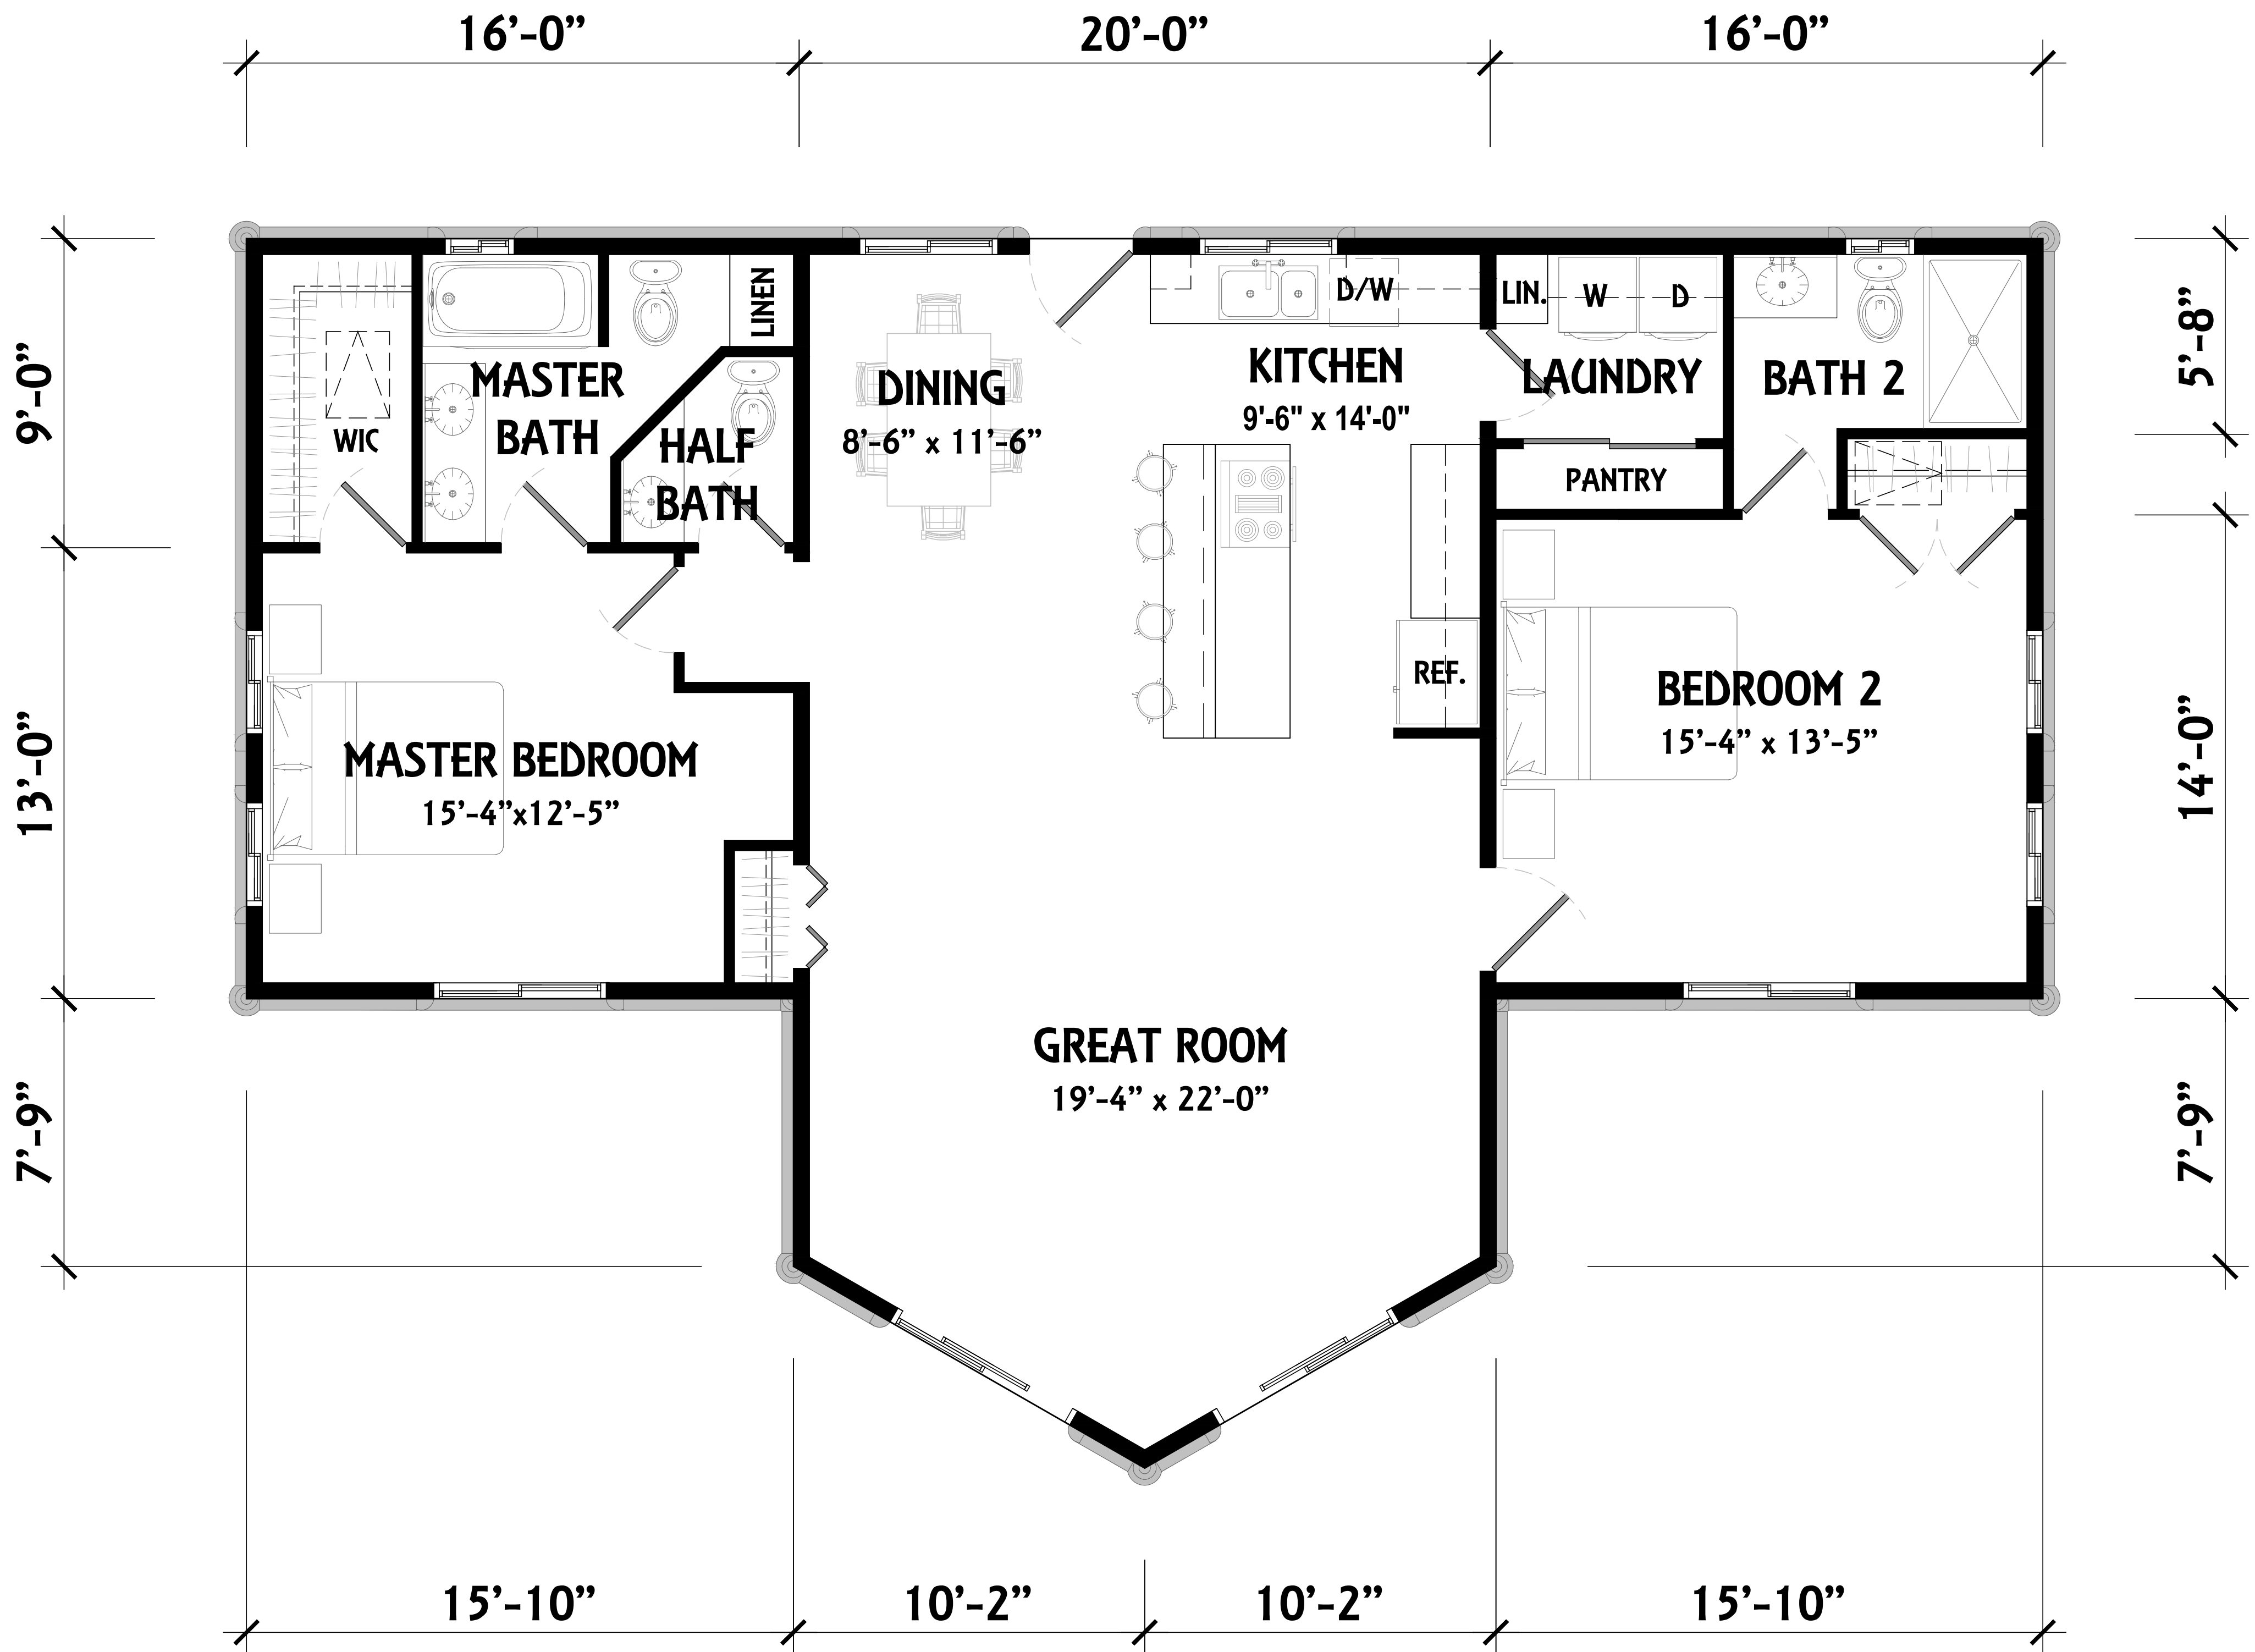 16’-0”
20’-0”
16’-0”
9’-0”
13’-0”
7’-9”
5’-8”
14’-0”
7’-9”
LINEN
MASTER
BATH
WIC
HALF
BATH
DINING
8’-6” x 11’-6”
D/W
KITCHEN
9'-6" x 14'-0"
LIN.
W
D
LAUNDRY
BATH 2
PANTRY
REF.
BEDROOM 2
15’-4” x 13’-5”
MASTER BEDROOM
15’-4”x12’-5”
GREAT ROOM
19’-4” x 22’-0”
15’-10”
10’-2”
10’-2”
15’-10”